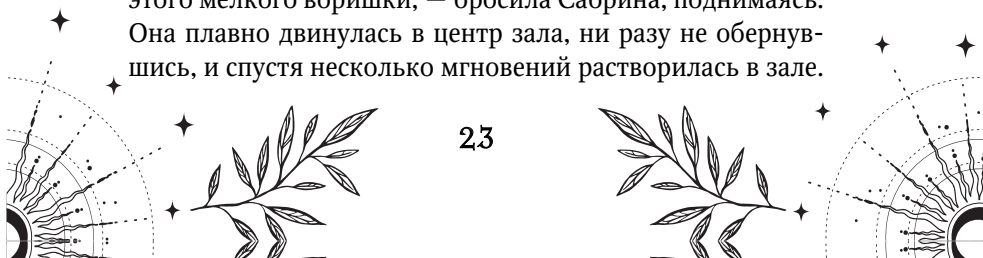 этого мелкого воришки, — бросила Сабрина, поднимаясь.
Она плавно двинулась в центр зала, ни разу не обернув-
шись, и спустя несколько мгновений растворилась в зале.
23